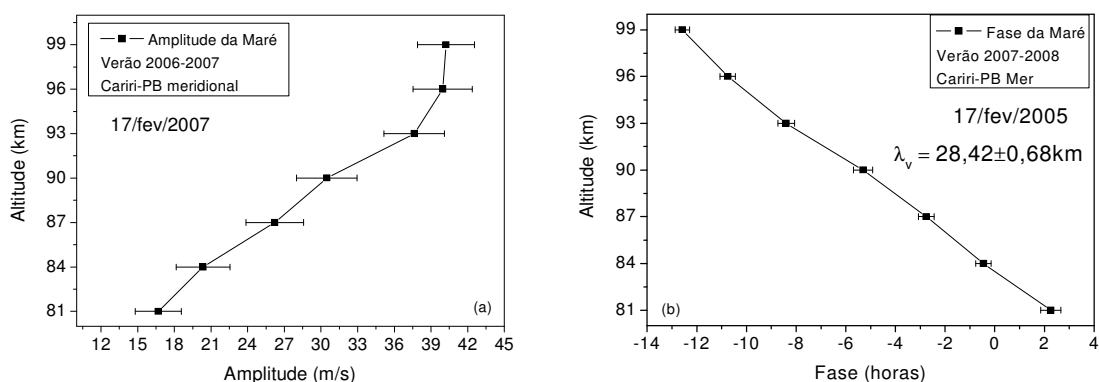 Amplitude da Maré
Verão 2006-2007
Cariri-PB meridional
17/fev/2007
99
96
93
90
87
84
81
Altitude (km)
(a)
12 15 18 21 24 27 30 33 36 39 42 45
Amplitude (m/s)
Fase da Maré
Verão 2007-2008
Cariri-PB Mer
17/fev/2005
λv = 28,42±0,68km
99
96
93
90
87
84
81
Altitude (km)
(b)
-14 -12 -10 -8 -6 -4 -2 0 2 4
Fase (horas)